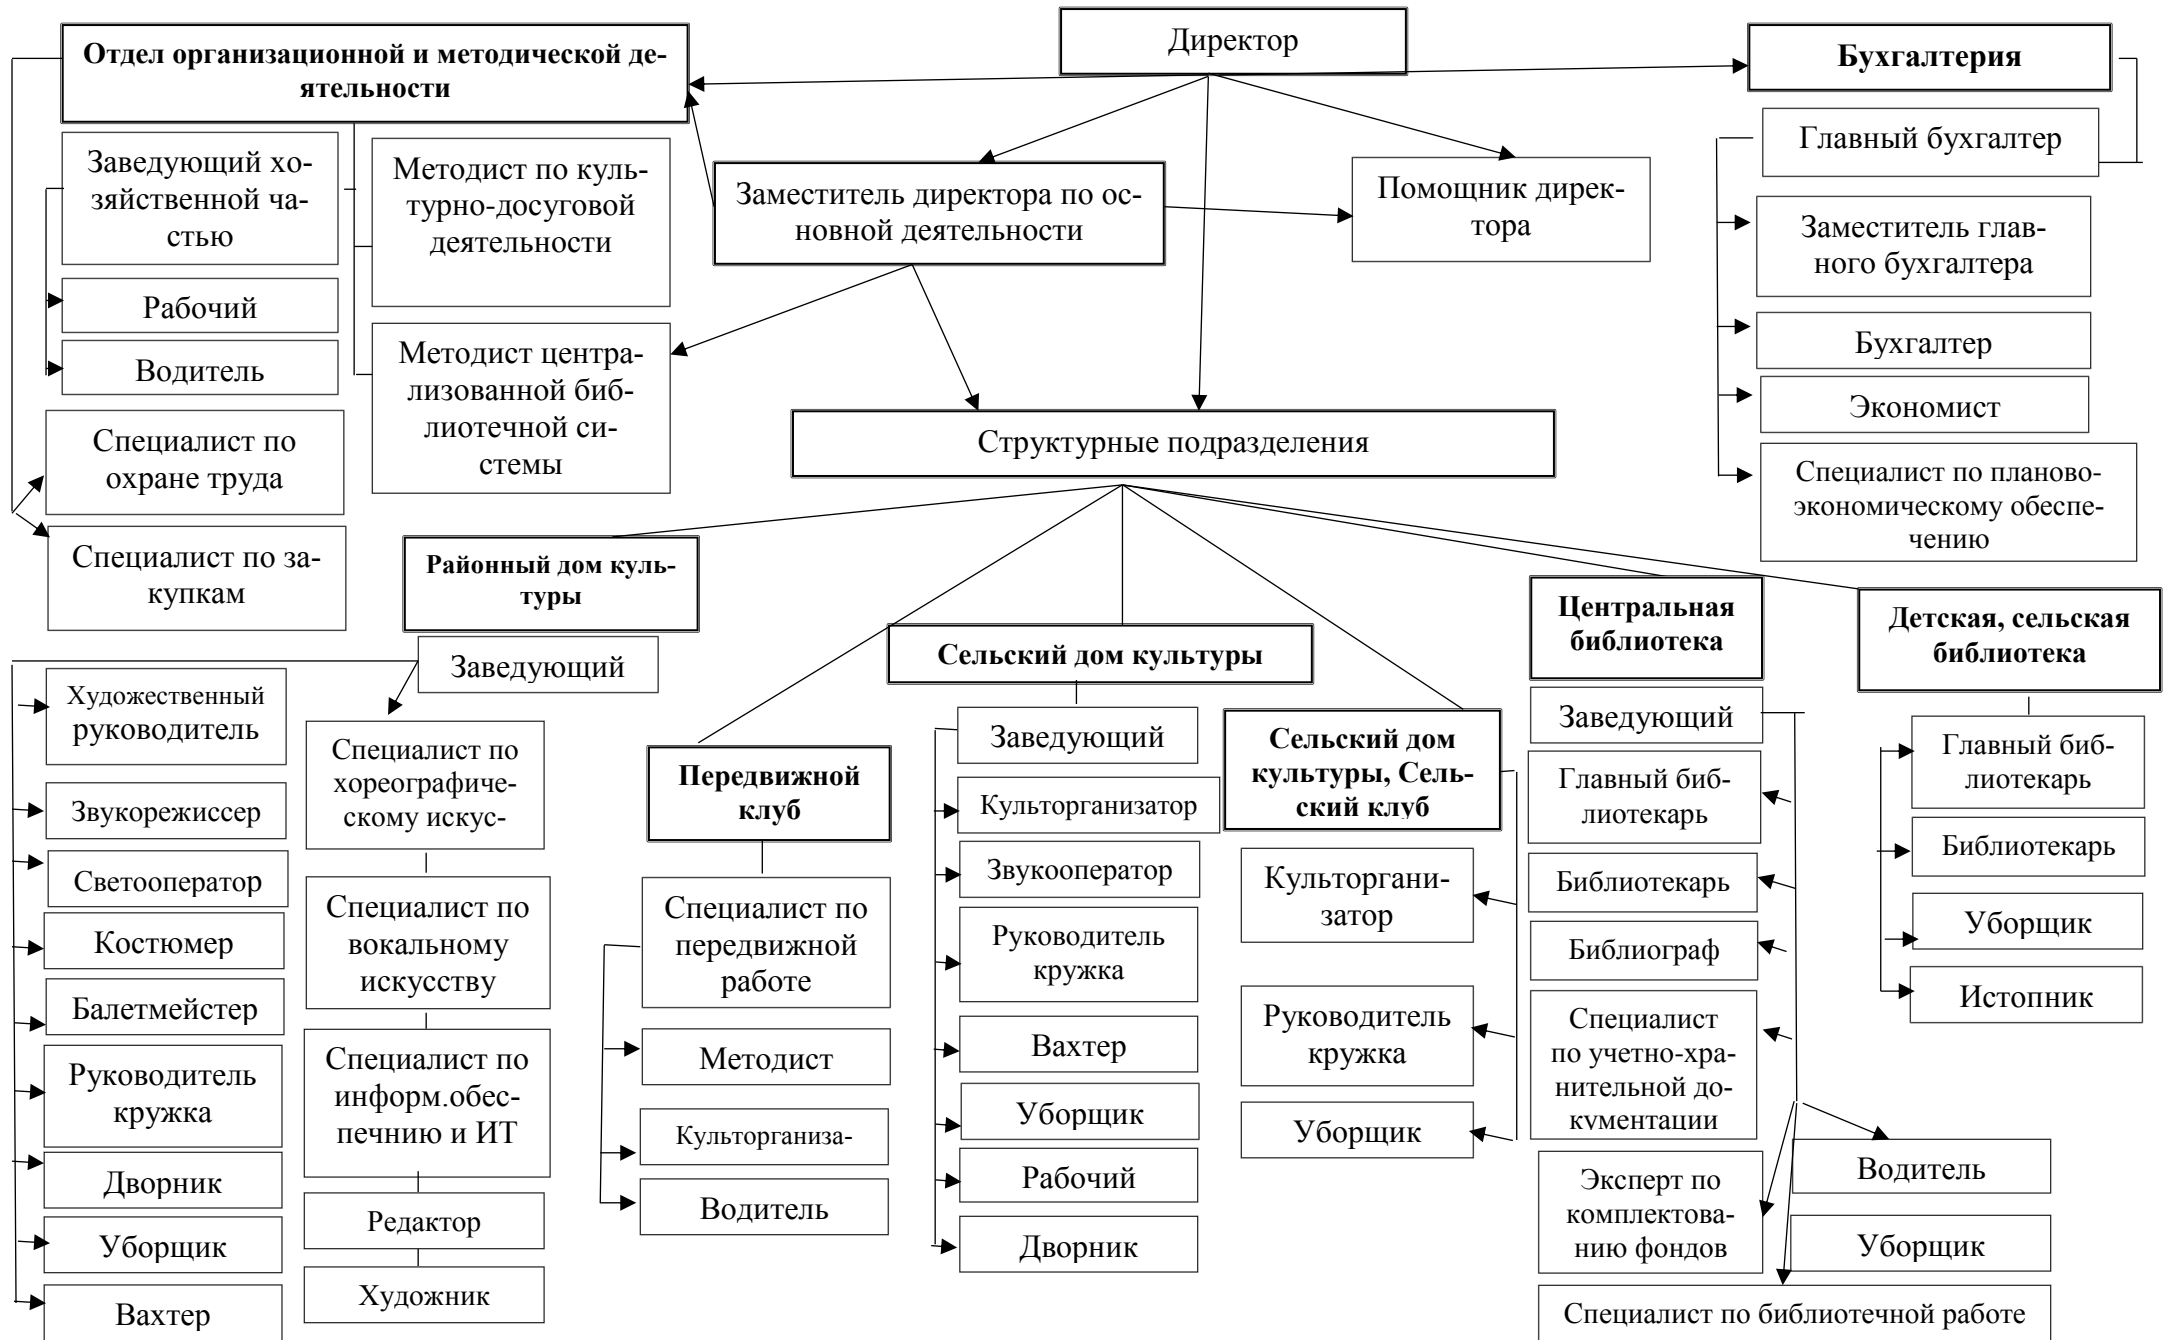 Директор
Отдел организационной и методической де-
ятельности
Бухгалтерия
Заведующий хо-
зяйственной ча-
стью
Рабочий
Водитель
Методист по куль-
турно-досуговой
деятельности
Методист центра-
лизованной биб-
лиотечной си-
стемы
Специалист по
охране труда
Специалист по за-
купкам
Заместитель директора по ос-
новной деятельности
Помощник дирек-
тора
Главный бухгалтер
Заместитель глав-
ного бухгалтера
Бухгалтер
Экономист
Специалист по планово-
экономическому обеспе-
чению
Структурные подразделения
Районный дом куль-
туры
Заведующий
Художественный
руководитель
Звукорежиссер
Светооператор
Костюмер
Балетмейстер
Руководитель
кружка
Дворник
Уборщик
Вахтер
Специалист по
хореографиче-
скому искус-
Специалист по
вокальному
искусству
Специалист по
информ.обес-
печнию и ИТ
Редактор
Художник
Передвижной
клуб
Специалист по
передвижной
работе
Методист
Культорганиза-
Водитель
Сельский дом культуры
Заведующий
Культорганизатор
Звукооператор
Руководитель
кружка
Вахтер
Уборщик
Рабочий
Дворник
Сельский дом
культуры, Сель-
ский клуб
Культоргани-
затор
Руководитель
кружка
Уборщик
Центральная
библиотека
Заведующий
Главный биб-
лиотекарь
Библиотекарь
Библиограф
Специалист
по учетно-хра-
нительной до-
кументации
Эксперт по
комплектова-
нию фондов
Водитель
Уборщик
Специалист по библиотечной работе
Детская, сельская
библиотека
Главный биб-
лиотекарь
Библиотекарь
Уборщик
Истопник